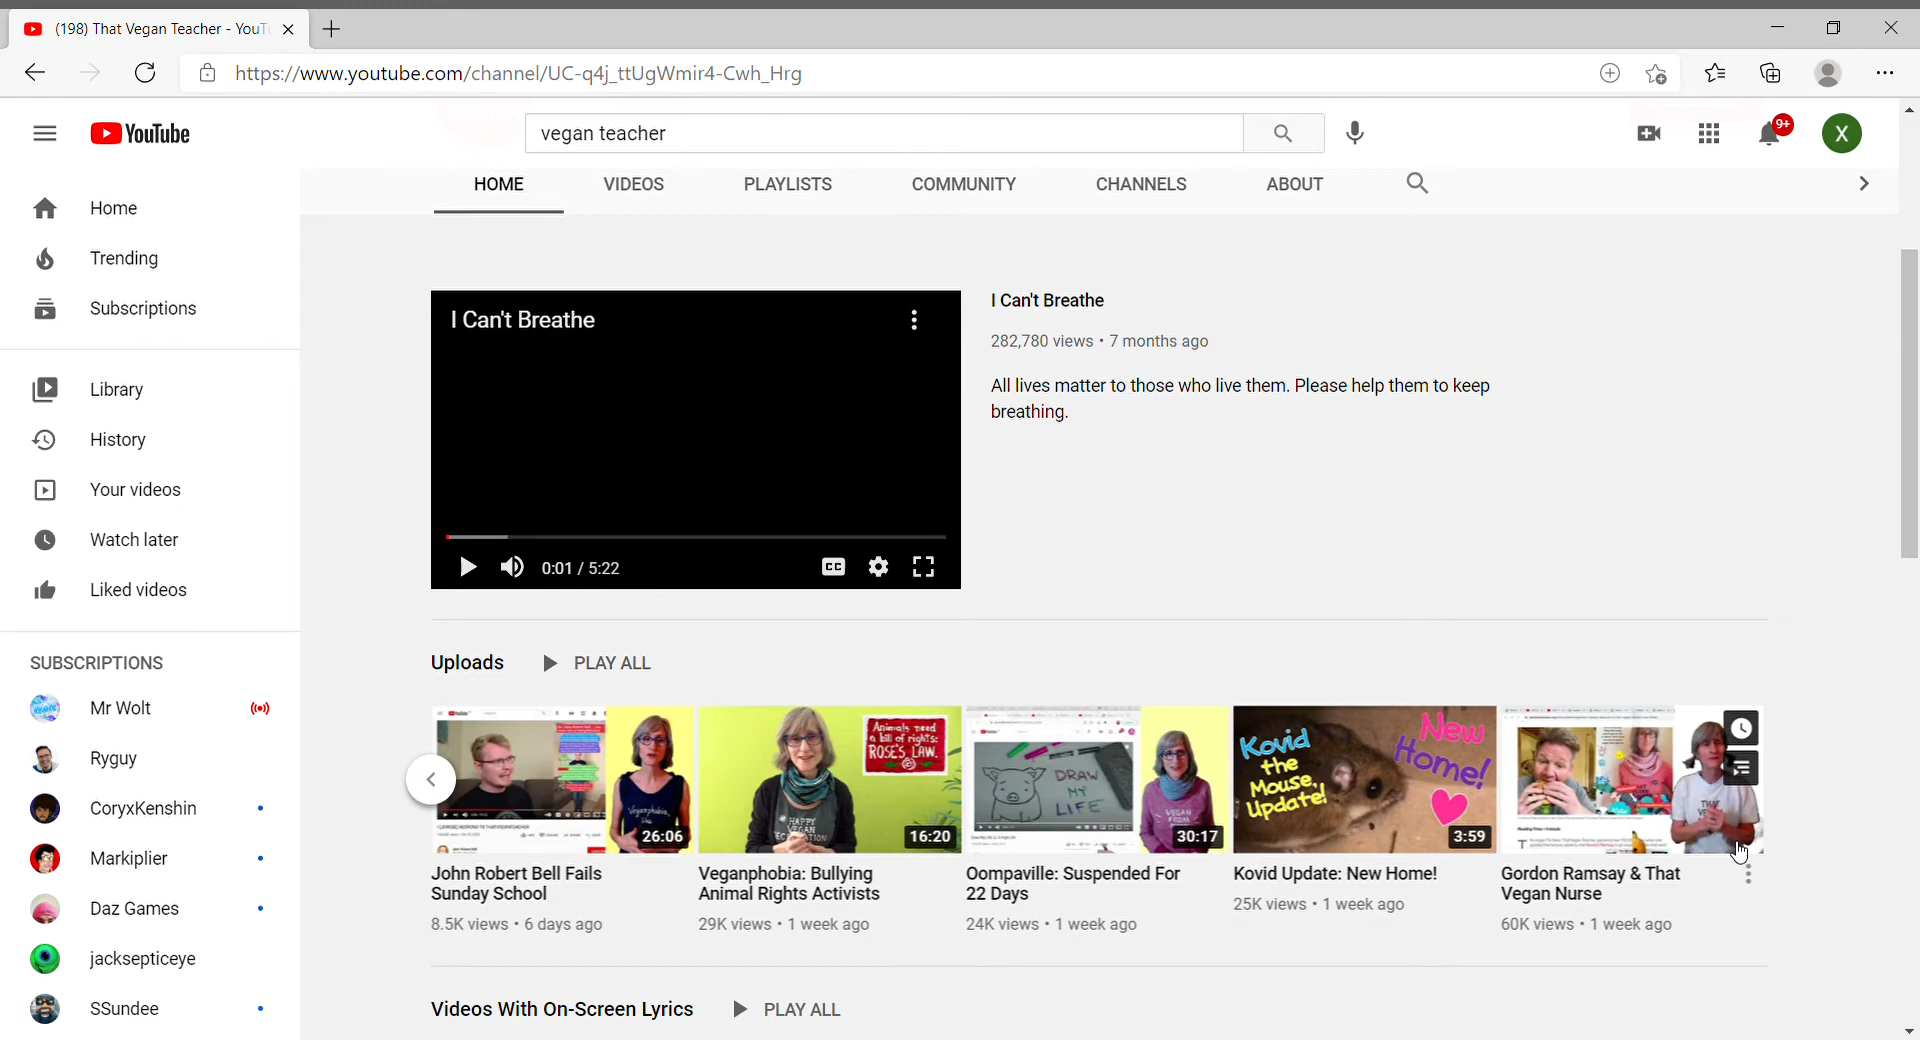 (198) That Vegan Teacher - YouTu
https://www.youtube.com/channel/UC-q4j_ttUgWmir4-Cwh_Hrg
YouTube
vegan teacher
9+
X
HOME
VIDEOS
PLAYLISTS
COMMUNITY
CHANNELS
ABOUT
Home
Trending
Subscriptions
Library
History
Your videos
Watch later
Liked videos
SUBSCRIPTIONS
Mr Wolt
Ryguy
CoryxKenshin
Markiplier
Daz Games
jacksepticeye
SSundee
I Can't Breathe
0:01 / 5:22
CC
I Can't Breathe
282,780 views • 7 months ago
All lives matter to those who live them. Please help them to keep
breathing.
Uploads
PLAY ALL
26:06
John Robert Bell Fails
Sunday School
8.5K views • 6 days ago
Animals need
a bill of rights:
ROSE'S LAW.
HAPPY
VEGAN
16:20
Veganphobia: Bullying
Animal Rights Activists
29K views • 1 week ago
DRAW
MY
LIFE
VEGAN
30:17
Oompaville: Suspended For
22 Days
24K views • 1 week ago
Kovid
the
Mouse,
Update!
New
Home!
3:59
Kovid Update: New Home!
25K views • 1 week ago
Gordon Ramsay & That
Vegan Nurse
60K views • 1 week ago
Videos With On-Screen Lyrics
PLAY ALL